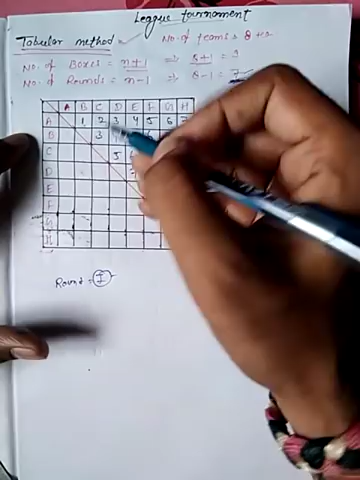 League tournament
Tabular method No. of teams = 8
No. of Boxes = n+1 ⇒ 8+1 = 9
No. of Rounds = n-1 ⇒ 8-1 = 7
A B C D E F G H
A 1 2 3 4 5 6 7
B 3
C 5
D
E
F
G
H
Round = I